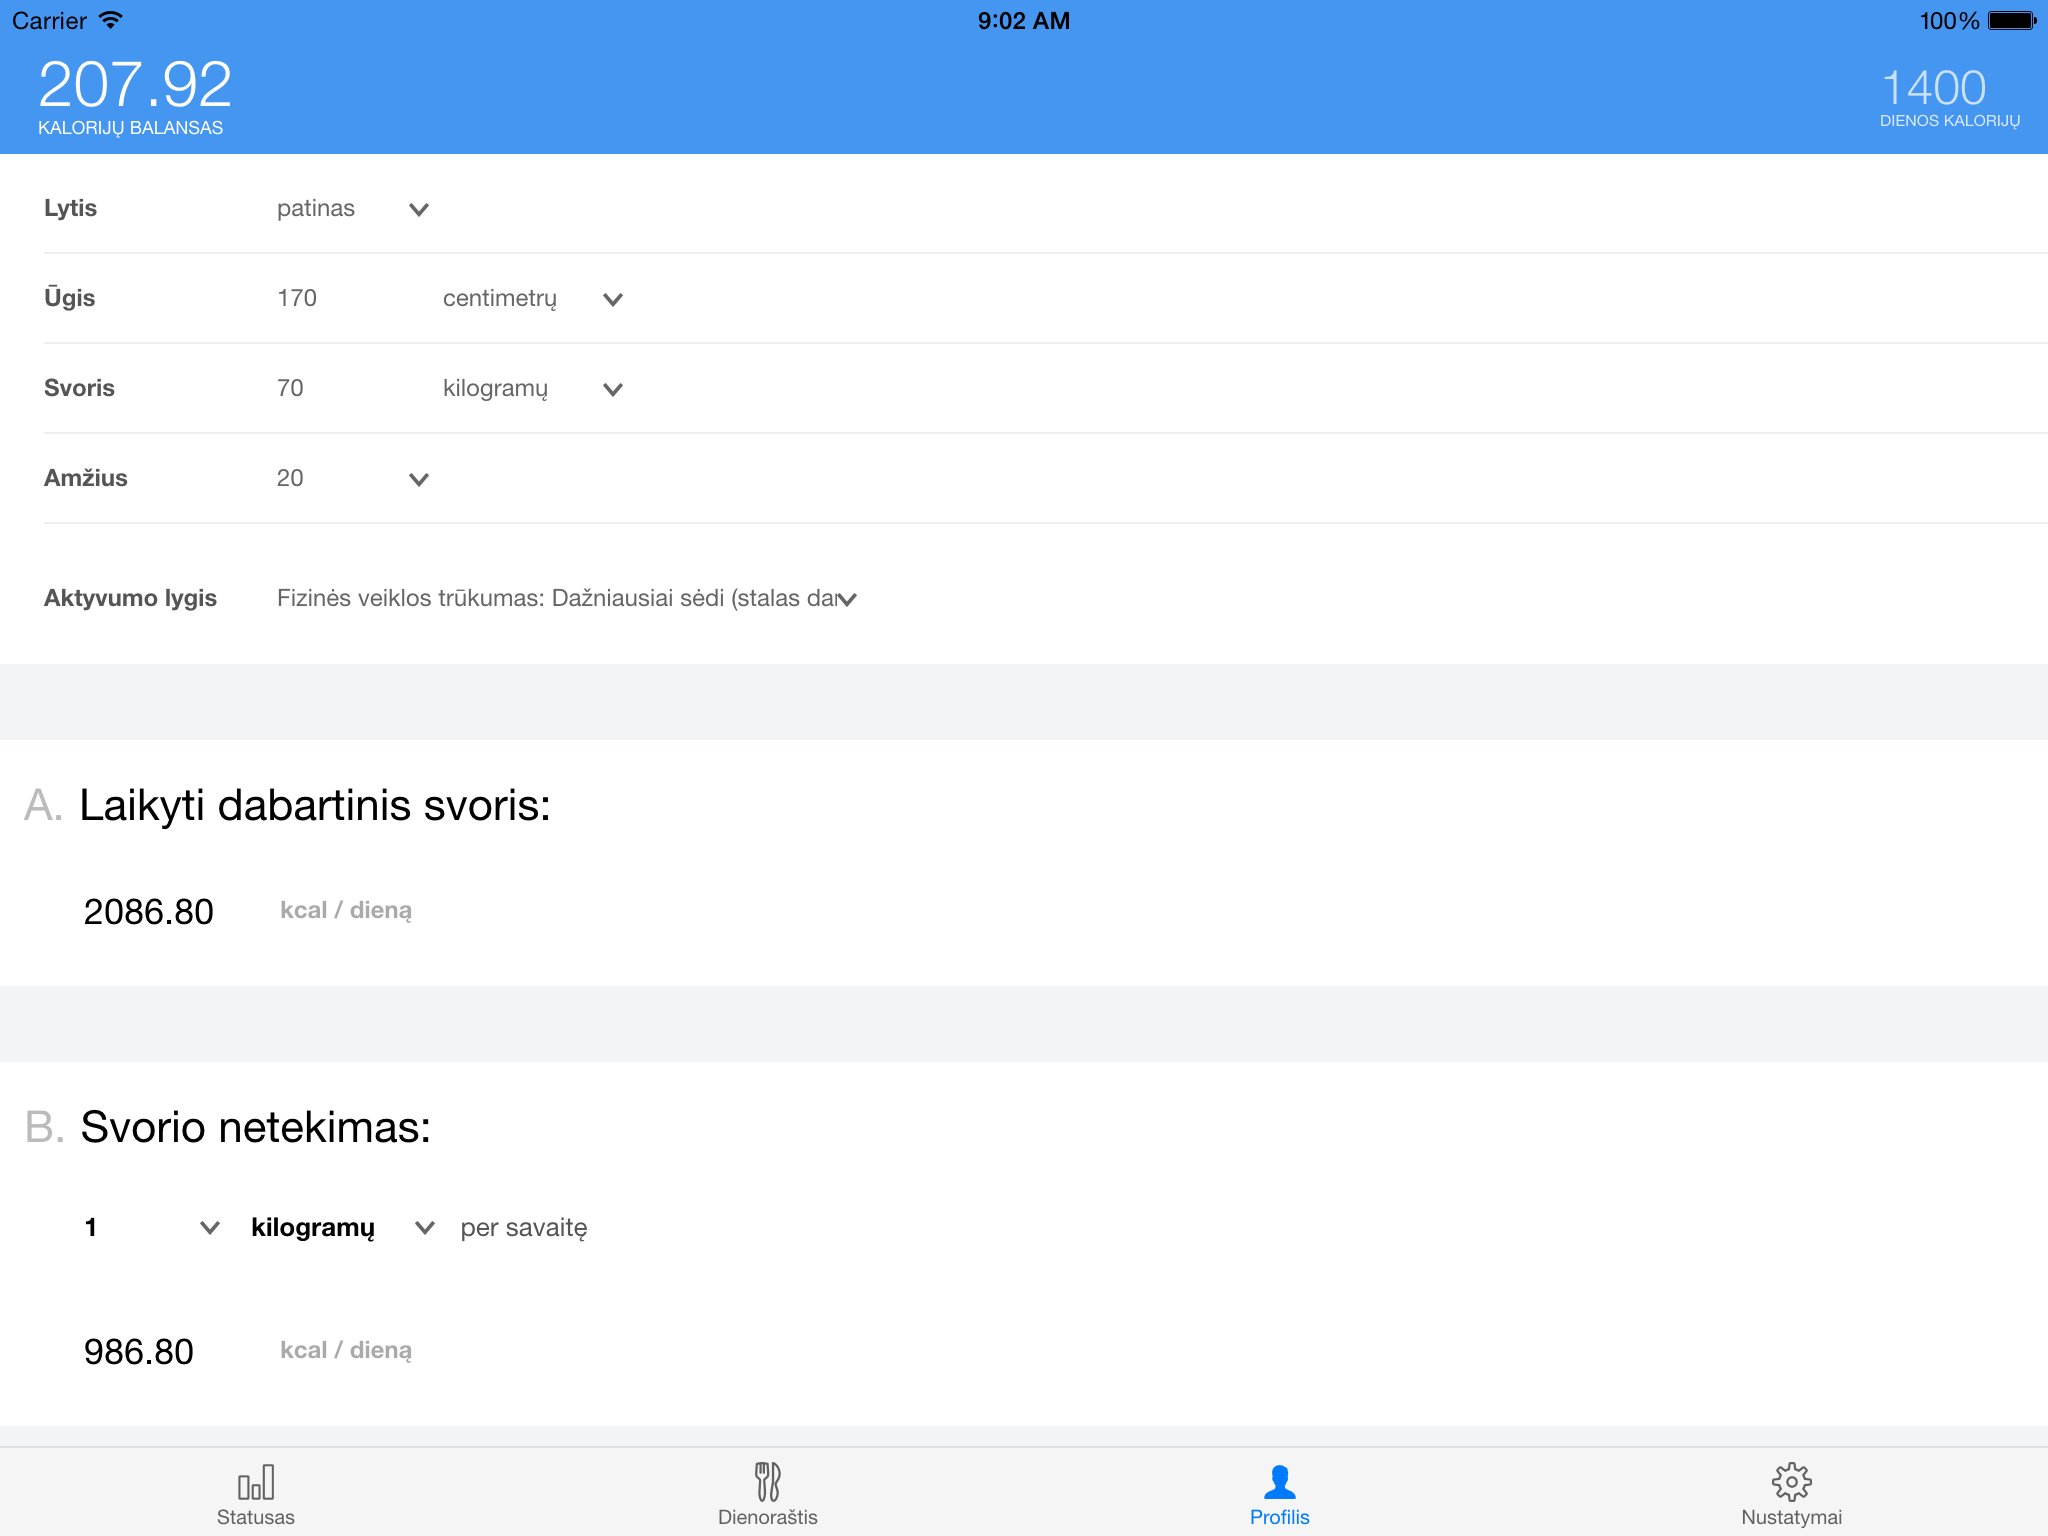 Carrier 9:02 AM 100%
207.92 1400
KALORIJŲ BALANSAS DIENOS KALORIJŲ
Lytis patinas
Ūgis 170 centimetrų
Svoris 70 kilogramų
Amžius 20
Aktyvumo lygis Fizinės veiklos trūkumas: Dažniausiai sėdi (stalas dar
A. Laikyti dabartinis svoris:
2086.80 kcal / dieną
B. Svorio netekimas:
1 kilogramų per savaitę
986.80 kcal / dieną
Statusas Dienoraštis Profilis Nustatymai